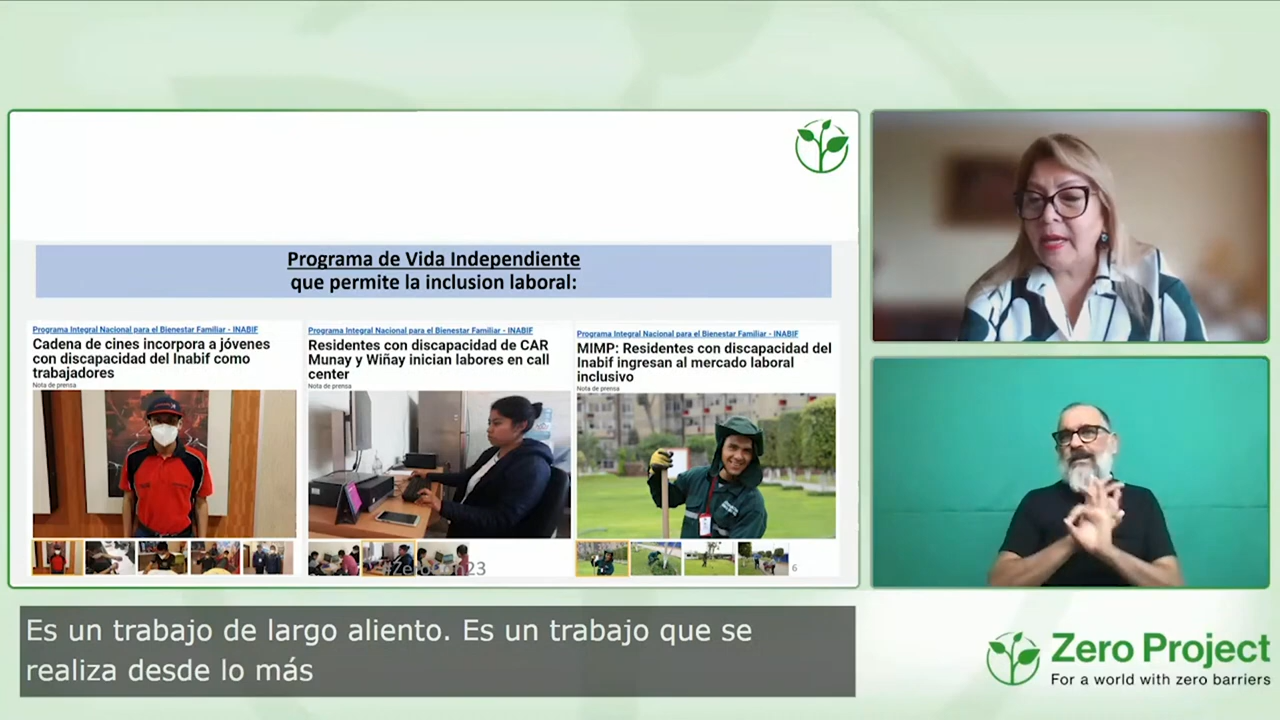 Programa de Vida Independiente
que permite la inclusion laboral:
Programa Integral Nacional para el Bienestar Familiar - INABIF
Cadena de cines incorpora a jóvenes
con discapacidad del Inabif como
trabajadores
Nota de prensa
Programa Integral Nacional para el Bienestar Familiar - INABIF
Residentes con discapacidad de CAR
Munay y Wiñay inician labores en call
center
Nota de prensa
Programa Integral Nacional para el Bienestar Familiar - INABIF
MIMP: Residentes con discapacidad del
Inabif ingresan al mercado laboral
inclusivo
Nota de prensa
#ZeroCon23
6
Es un trabajo de largo aliento. Es un trabajo que se
realiza desde lo más
Zero Project
For a world with zero barriers